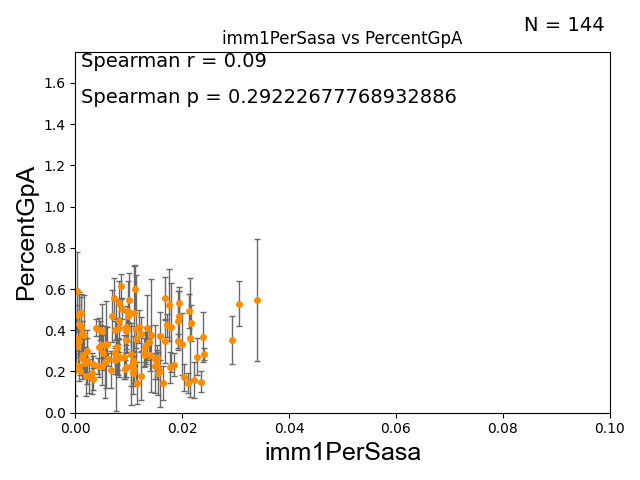 N = 144
imm1PerSasa vs PercentGpA
Spearman r = 0.09
Spearman p = 0.29222677768932886
PercentGpA
1.6
1.4
1.2
1.0
0.8
0.6
0.4
0.2
0.0
0.00 0.02 0.04 0.06 0.08 0.10
imm1PerSasa